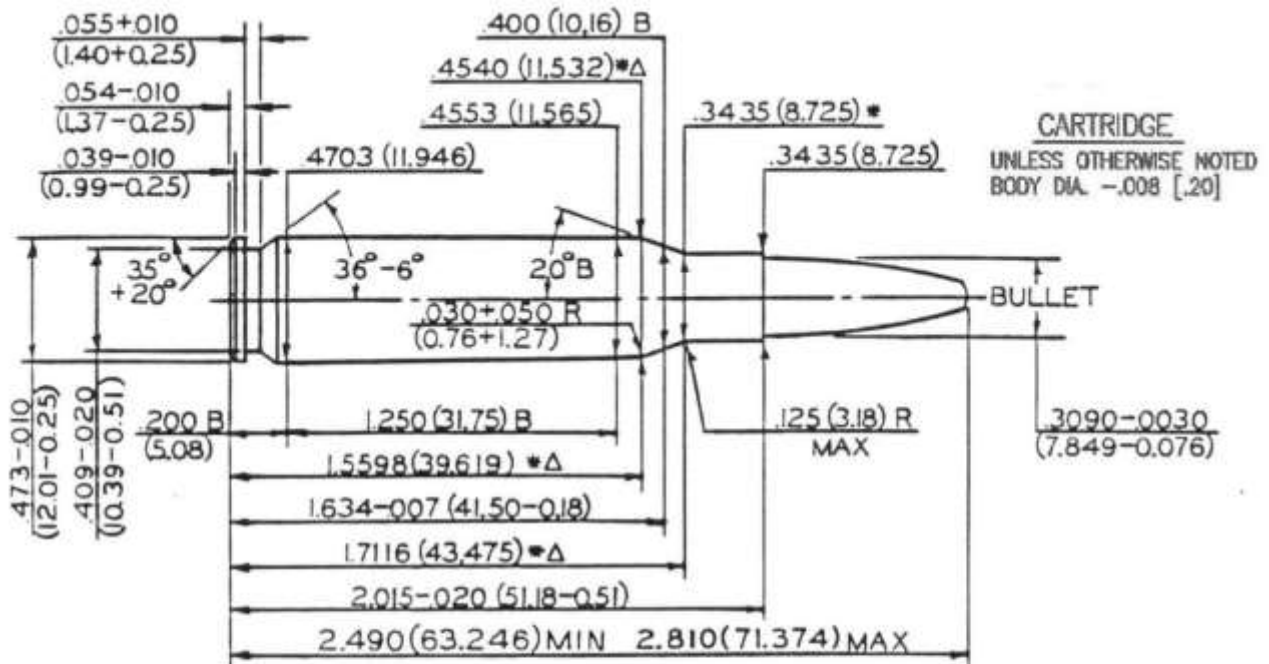 .055+.010
(1.40+0.25)
.054-.010
(1.37-0.25)
.039-.010
(0.99-0.25)
.4703 (11.946)
.400 (10,16) B
.4540 (11,532)*Δ
.4553 (11,565)
.3435 (8.725) *
.3435 (8.725)
CARTRIDGE
UNLESS OTHERWISE NOTED
BODY DIA. -.008 [.20]
35°
+20°
36°-6°
20°B
BULLET
.030+.050 R
(0.76+1.27)
.473-.010
(12.01-0.25)
.409-.020
(10.39-0.51)
.200 B
(5.08)
1.250 (31.75) B
.125 (3.18) R
MAX
.3090-.0030
(7.849-0.076)
1.5598(39.619) *Δ
1.634-.007 (41,50-0.18)
1.7116 (43,475)*Δ
2.015-.020 (51.18-0.51)
2.490(63.246) MIN 2.810(71.374) MAX